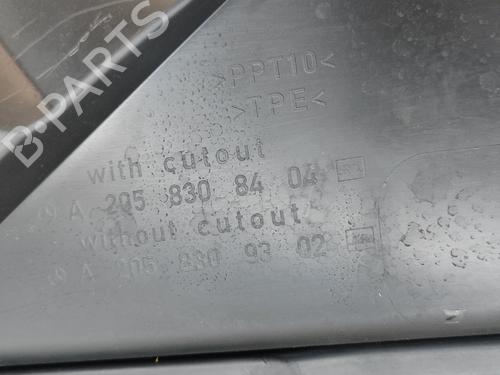 B-PARTS
>PPT10<
>TPE<
with cutout
A 205 830 84 04
without cutout
A 205 830 93 02